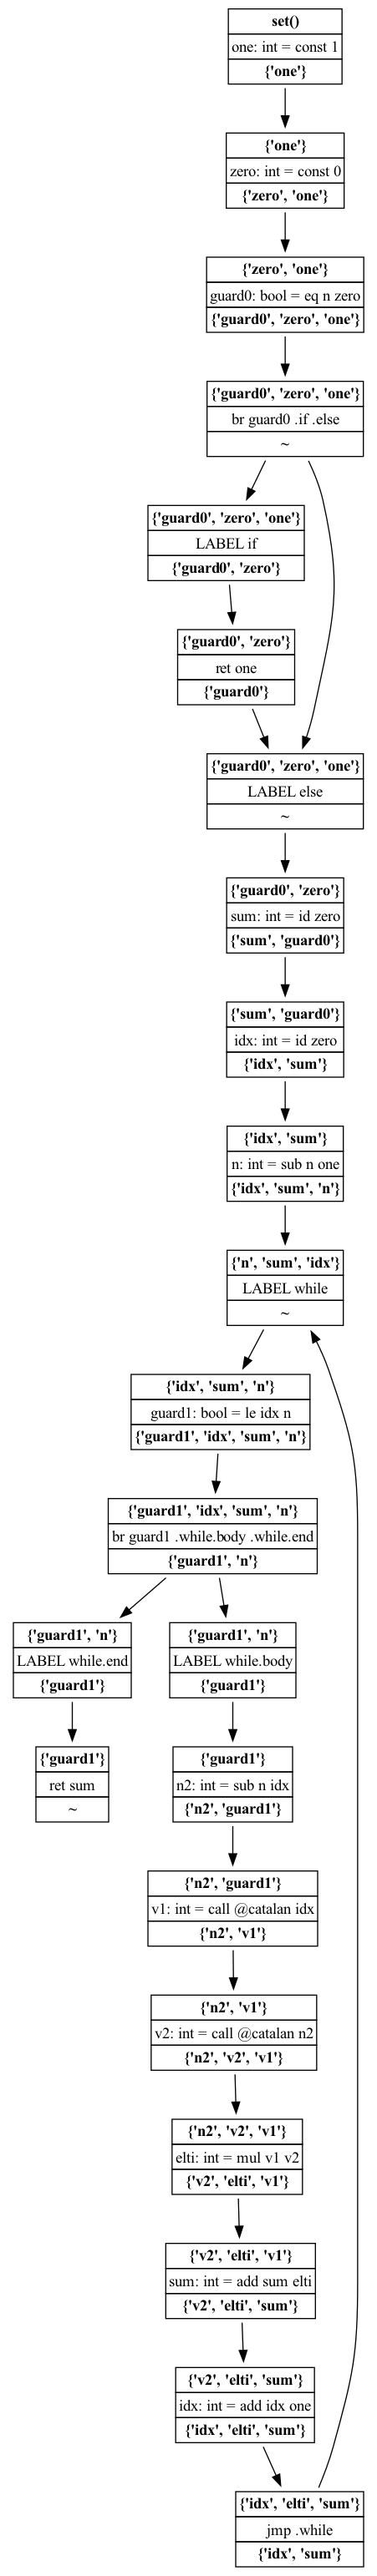 set()
one: int = const 1
{'one'}
{'one'}
zero: int = const 0
{'zero', 'one'}
{'zero', 'one'}
guard0: bool = eq n zero
{'guard0', 'zero', 'one'}
{'guard0', 'zero', 'one'}
br guard0 .if .else
~
{'guard0', 'zero', 'one'}
LABEL if
{'guard0', 'zero'}
{'guard0', 'zero'}
ret one
{'guard0'}
{'guard0', 'zero', 'one'}
LABEL else
~
{'guard0', 'zero'}
sum: int = id zero
{'sum', 'guard0'}
{'sum', 'guard0'}
idx: int = id zero
{'idx', 'sum'}
{'idx', 'sum'}
n: int = sub n one
{'idx', 'sum', 'n'}
{'n', 'sum', 'idx'}
LABEL while
~
{'idx', 'sum', 'n'}
guard1: bool = le idx n
{'guard1', 'idx', 'sum', 'n'}
{'guard1', 'idx', 'sum', 'n'}
br guard1 .while.body .while.end
{'guard1', 'n'}
{'guard1', 'n'}
LABEL while.end
{'guard1'}
{'guard1', 'n'}
LABEL while.body
{'guard1'}
{'guard1'}
ret sum
~
{'guard1'}
n2: int = sub n idx
{'n2', 'guard1'}
{'n2', 'guard1'}
v1: int = call @catalan idx
{'n2', 'v1'}
{'n2', 'v1'}
v2: int = call @catalan n2
{'n2', 'v2', 'v1'}
{'n2', 'v2', 'v1'}
elti: int = mul v1 v2
{'v2', 'elti', 'v1'}
{'v2', 'elti', 'v1'}
sum: int = add sum elti
{'v2', 'elti', 'sum'}
{'v2', 'elti', 'sum'}
idx: int = add idx one
{'idx', 'elti', 'sum'}
{'idx', 'elti', 'sum'}
jmp .while
{'idx', 'sum'}